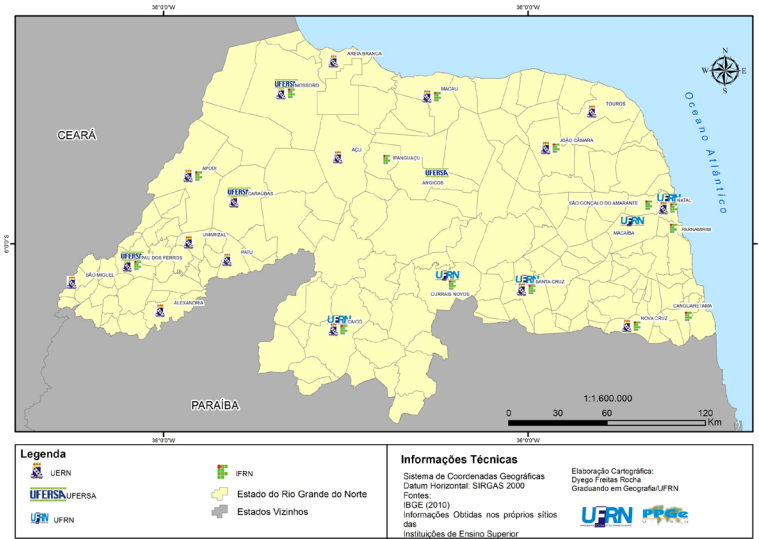 36°0'0"W 36°0'0"W
N
W E
S
AREIA BRANCA
UFERSA
MOSSORO
MACAU
TOUROS
Oceano Atlântico
CEARÁ
AÇU
IPANGUAÇU
JOÃO CÂMARA
APODI
UFERSA
ANGICOS
UFERSA
CARAÚBAS
UFRN
SÃO GONÇALO DO AMARANTE
NATAL
UFRN
MACAÍBA
PARNAMIRIM
UMARIZAL
6°0'0"S
PATU
UFERSA
PAU DOS FERROS
SÃO MIGUEL
UFRN
CURRAIS NOVOS
UFRN
SANTA CRUZ
ALEXANDRIA
UFRN
CAICÓ
CANGUARETAMA
NOVA CRUZ
PARAÍBA
1:1.600.000
0 30 60 120
Km
36°0'0"W 36°0'0"W
Legenda
UERN
IFRN
UFERSA UFERSA
Estado do Rio Grande do Norte
UFRN UFRN
Estados Vizinhos
Informações Técnicas
Sistema de Coordenadas Geográficas
Datum Horizontal: SIRGAS 2000
Fontes:
IBGE (2010)
Informações Obtidas nos próprios sítios
das
Instituições de Ensino Superior
Elaboração Cartográfica:
Dyego Freitas Rocha
Graduando em Geografia/UFRN
UFRN PPGe